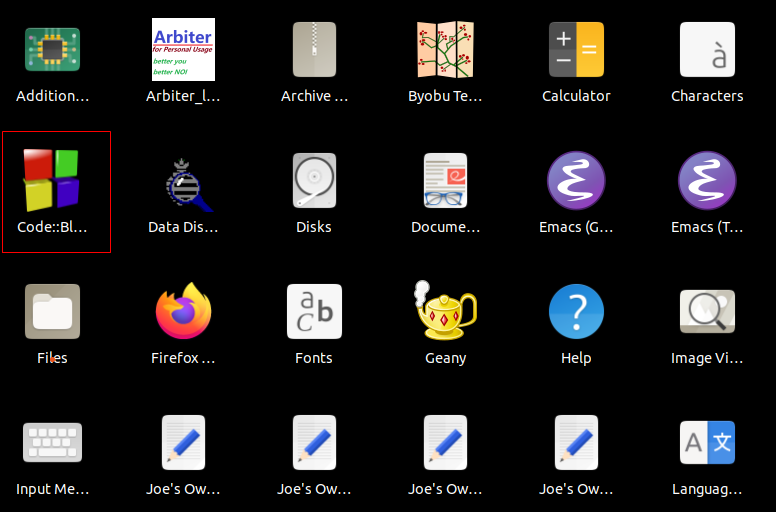 Arbiter
for Personal Usage
better you
better NO!
Addition...
Arbiter_l...
Archive ...
Byobu Te...
Calculator
à
Characters
Code::Bl...
Data Dis...
Disks
Docume...
Emacs (G...
Emacs (T...
Files
Firefox ...
a b C
Fonts
Geany
?
Help
Image Vi...
Input Me...
Joe's Ow...
Joe's Ow...
Joe's Ow...
Joe's Ow...
A 文
Languag...